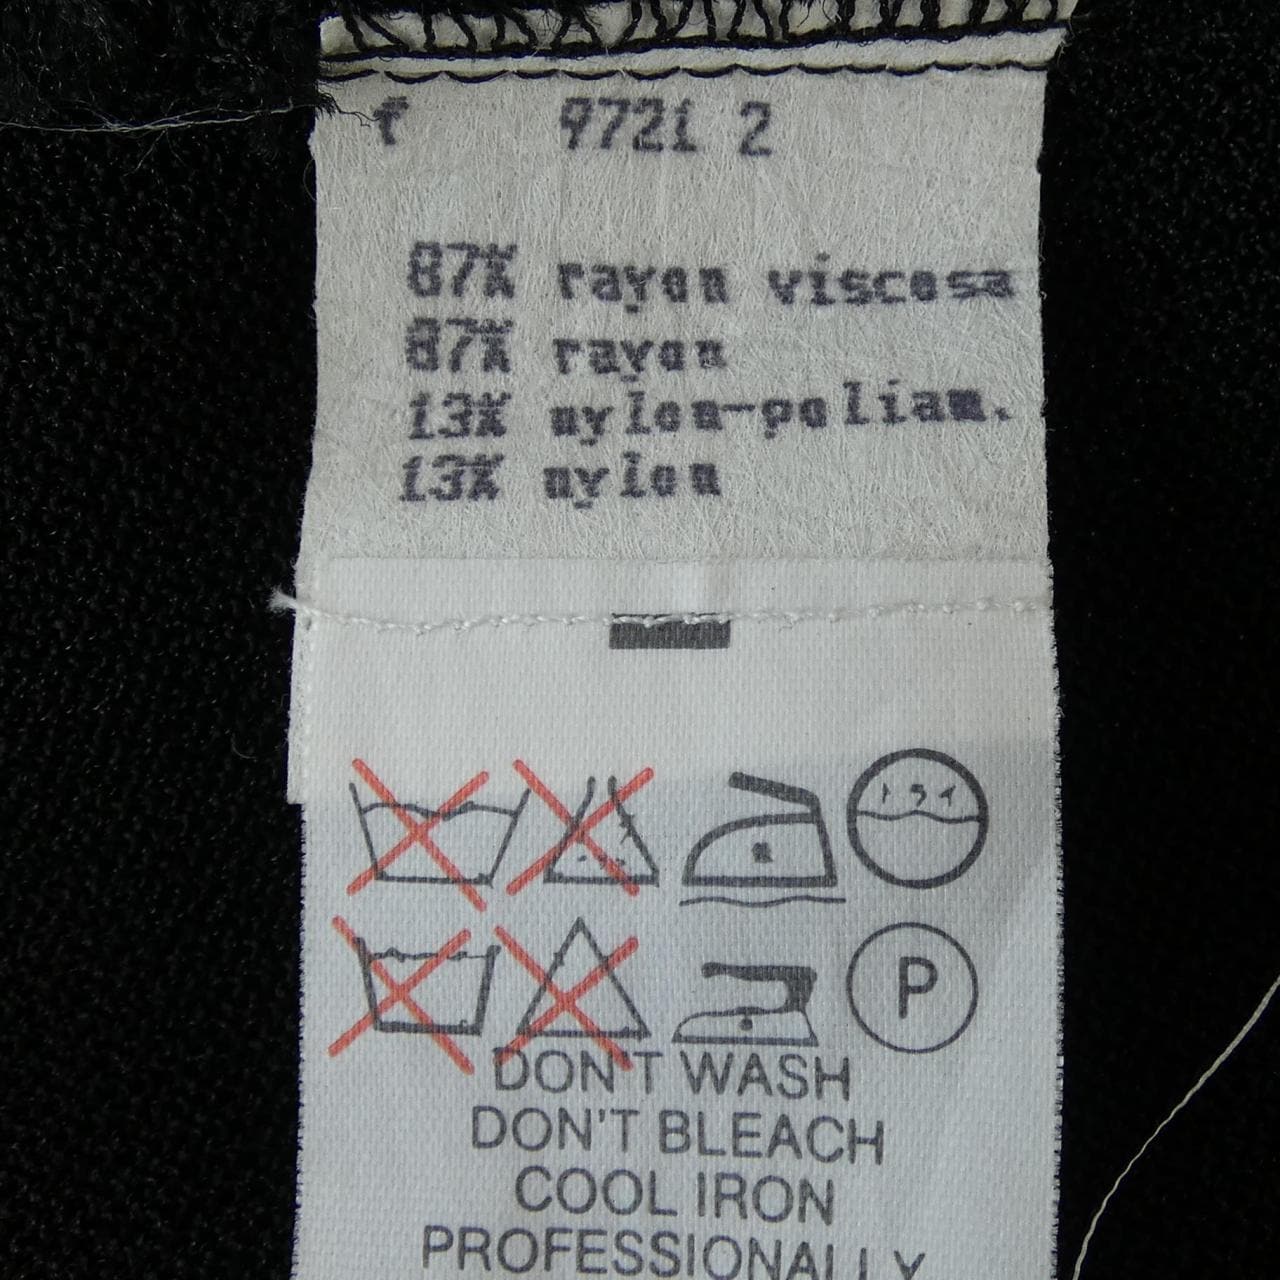 f 9721 2
87% rayon viscosa
87% rayon
13% nylon-poliam.
13% nylon
ドライ
P
DON'T WASH
DON'T BLEACH
COOL IRON
PROFESSIONALLY